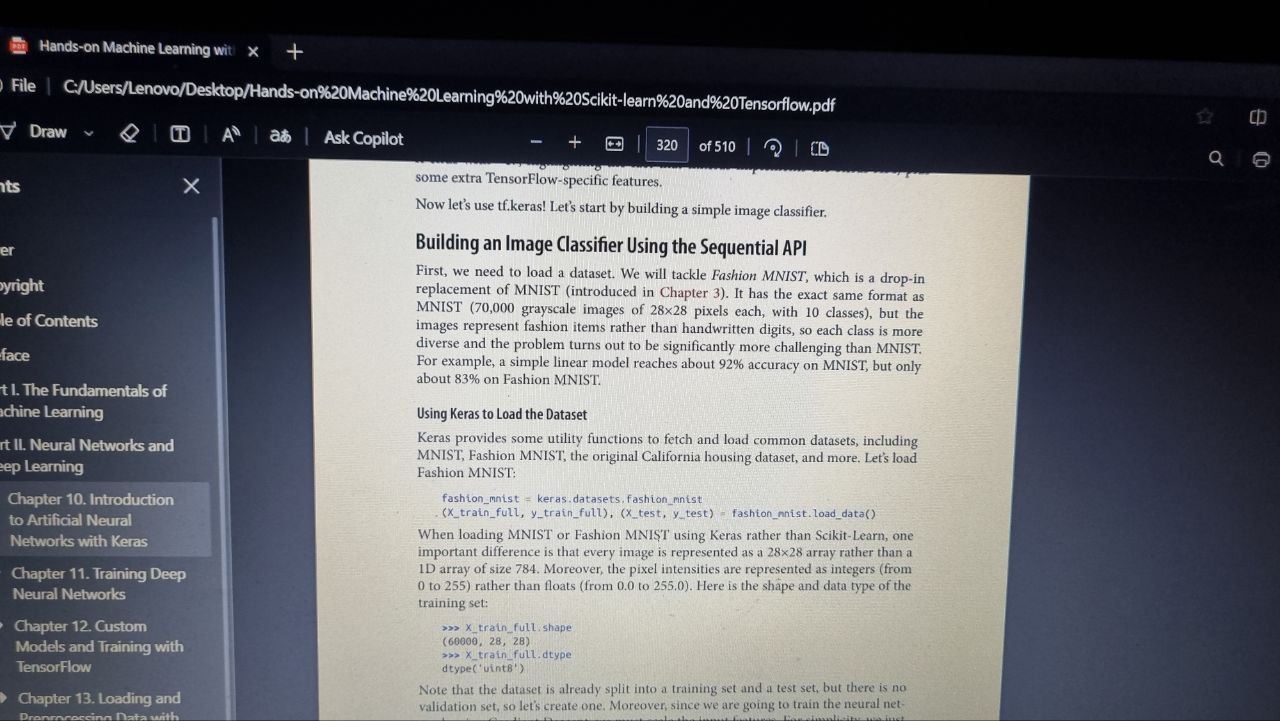 Hands-on Machine Learning wit
File
C:/Users/Lenovo/Desktop/Hands-on%20Machine%20Learning%20with%20Scikit-learn%20and%20Tensorflow.pdf
Draw
Ask Copilot
320 of 510
nts
er
pyright
le of Contents
face
rt I. The Fundamentals of
achine Learning
rt II. Neural Networks and
eep Learning
Chapter 10. Introduction
to Artificial Neural
Networks with Keras
Chapter 11. Training Deep
Neural Networks
Chapter 12. Custom
Models and Training with
TensorFlow
Chapter 13. Loading and
Preprocessing Data with
some extra TensorFlow-specific features.
Now let's use tf.keras! Let's start by building a simple image classifier.
Building an Image Classifier Using the Sequential API
First, we need to load a dataset. We will tackle Fashion MNIST, which is a drop-in
replacement of MNIST (introduced in Chapter 3). It has the exact same format as
MNIST (70,000 grayscale images of 28×28 pixels each, with 10 classes), but the
images represent fashion items rather than handwritten digits, so each class is more
diverse and the problem turns out to be significantly more challenging than MNIST.
For example, a simple linear model reaches about 92% accuracy on MNIST, but only
about 83% on Fashion MNIST.
Using Keras to Load the Dataset
Keras provides some utility functions to fetch and load common datasets, including
MNIST, Fashion MNIST, the original California housing dataset, and more. Let's load
Fashion MNIST:
fashion_mnist = keras.datasets.fashion_mnist
(X_train_full, y_train_full), (X_test, y_test) = fashion_mnist.load_data()
When loading MNIST or Fashion MNIST using Keras rather than Scikit-Learn, one
important difference is that every image is represented as a 28×28 array rather than a
1D array of size 784. Moreover, the pixel intensities are represented as integers (from
0 to 255) rather than floats (from 0.0 to 255.0). Here is the shape and data type of the
training set:
>>> X_train_full.shape
(60000, 28, 28)
>>> X_train_full.dtype
dtype('uint8')
Note that the dataset is already split into a training set and a test set, but there is no
validation set, so let's create one. Moreover, since we are going to train the neural net-